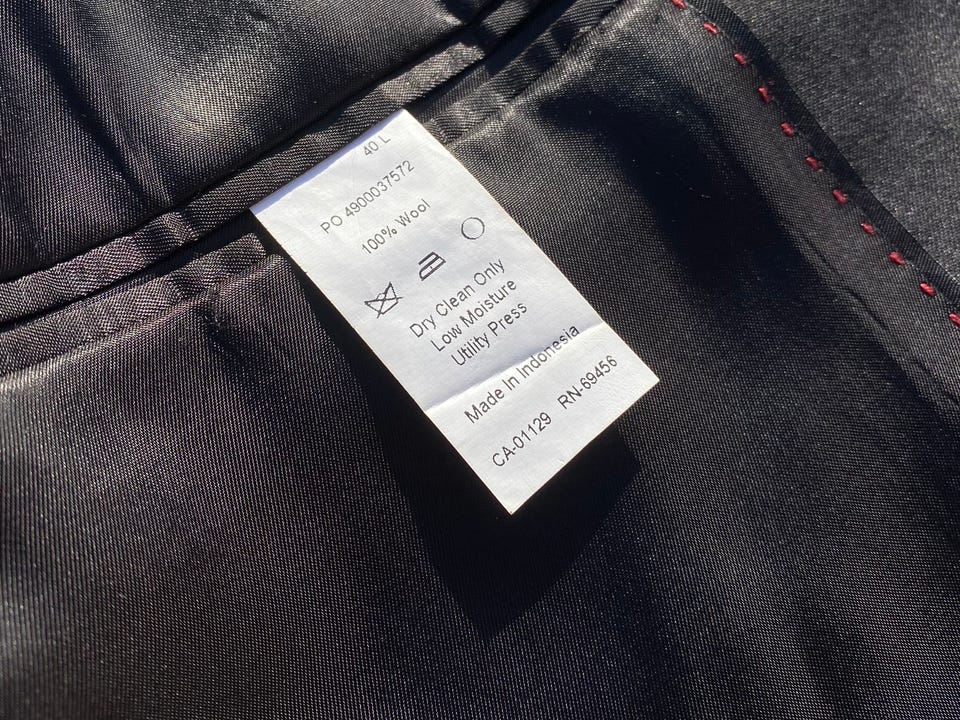 40 L
PO 4900037572
100% Wool
Dry Clean Only
Low Moisture
Utility Press
Made In Indonesia
CA-01129 RN-69456